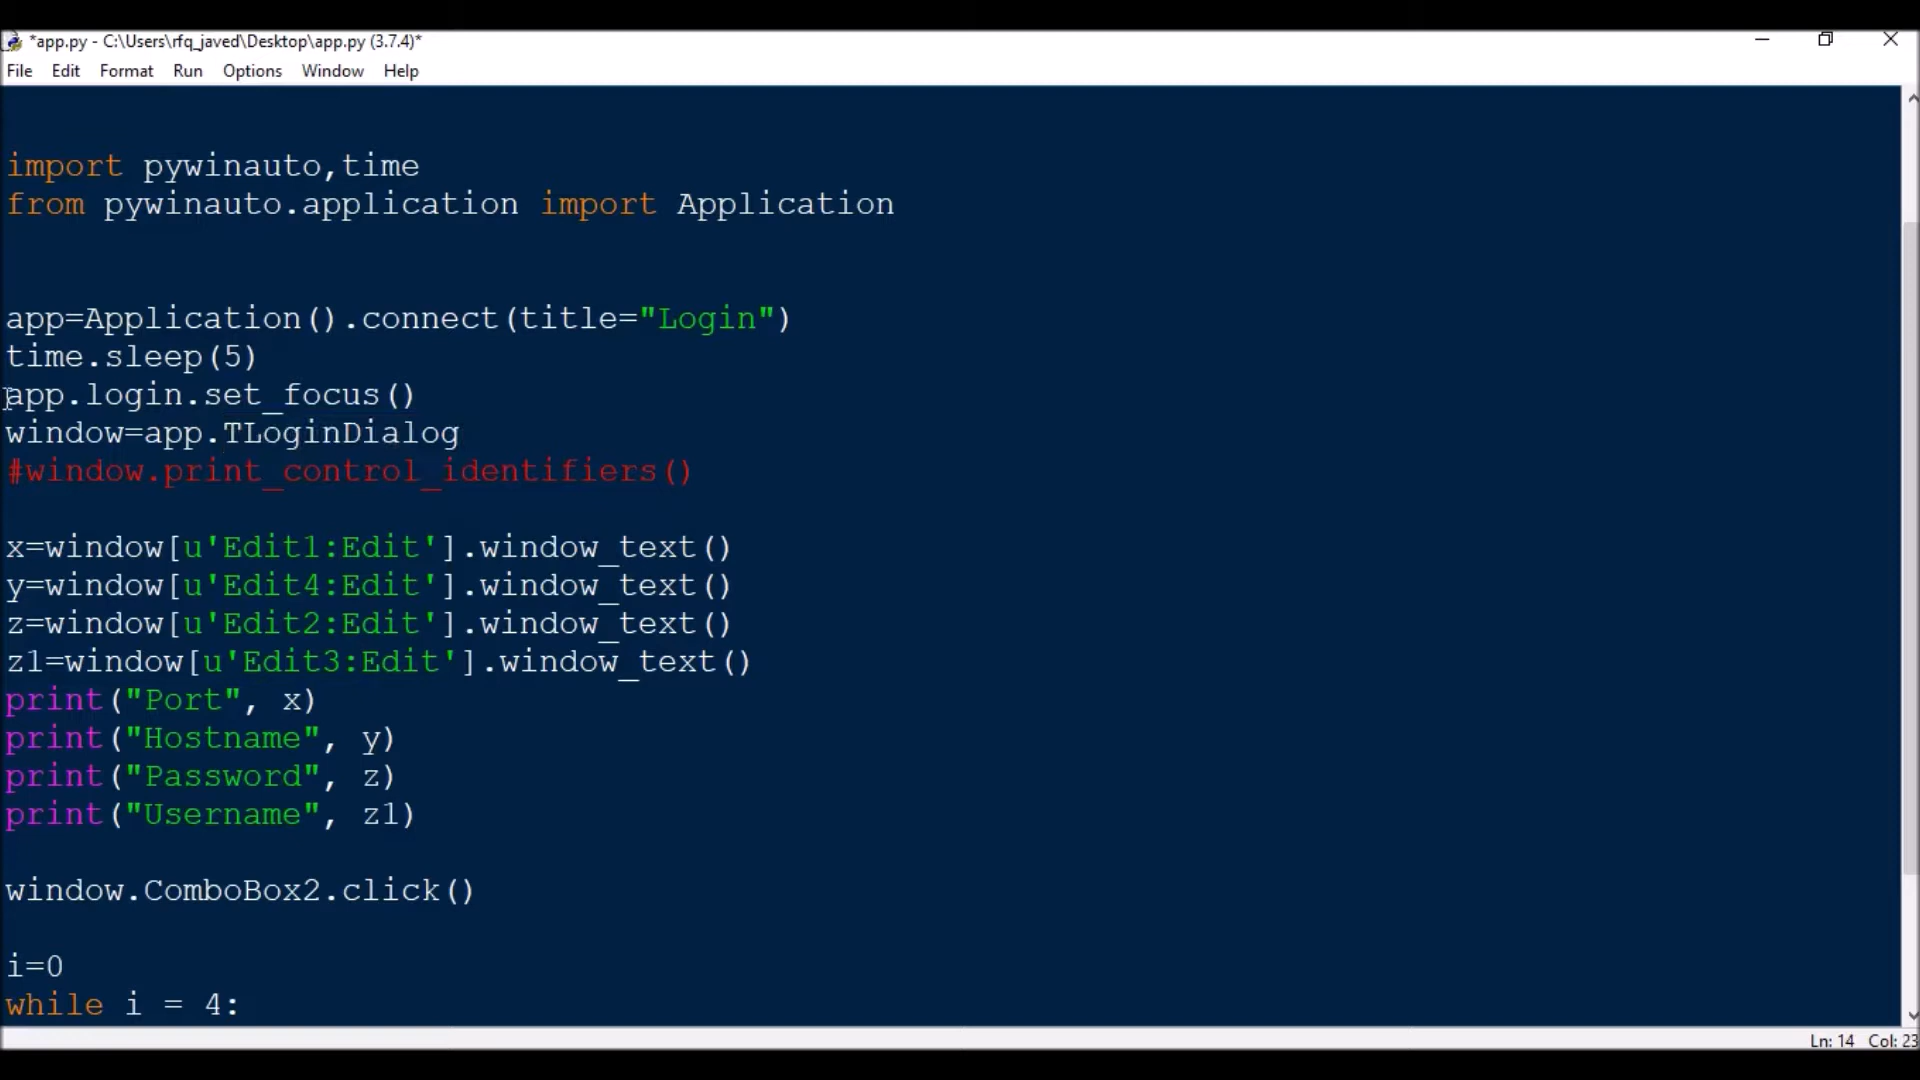 *app.py - C:\Users\rfq_javed\Desktop\app.py (3.7.4)*
File Edit Format Run Options Window Help
import pywinauto,time
from pywinauto.application import Application
app=Application().connect(title="Login")
time.sleep(5)
app.login.set_focus()
window=app.TLoginDialog
#window.print_control_identifiers()
x=window[u'Edit1:Edit'].window_text()
y=window[u'Edit4:Edit'].window_text()
z=window[u'Edit2:Edit'].window_text()
z1=window[u'Edit3:Edit'].window_text()
print("Port", x)
print("Hostname", y)
print("Password", z)
print("Username", z1)
window.ComboBox2.click()
i=0
while i = 4:
Ln: 14 Col: 23